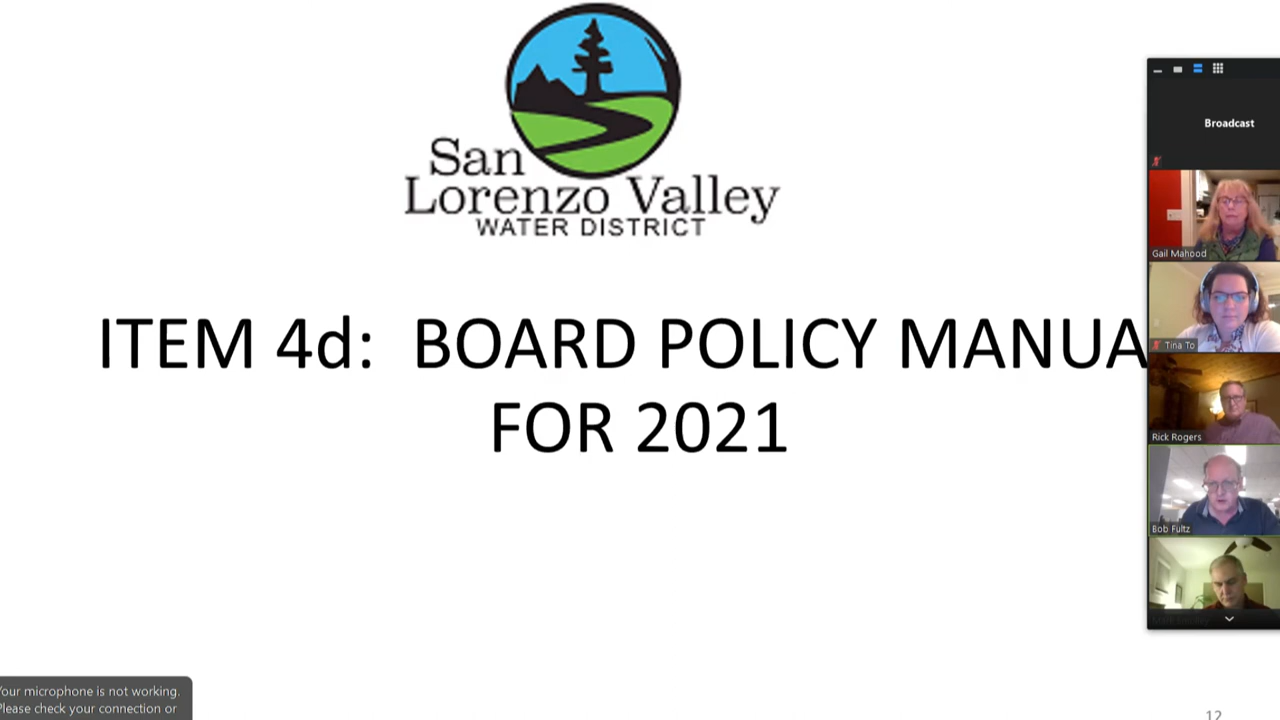 San
Lorenzo Valley
WATER DISTRICT
ITEM 4d: BOARD POLICY MANUA
FOR 2021
Broadcast
Gail Mahood
Tina To
Rick Rogers
Bob Fultz
Your microphone is not working.
Please check your connection or
12